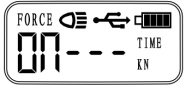 FORCE
ON--- TIME
KN